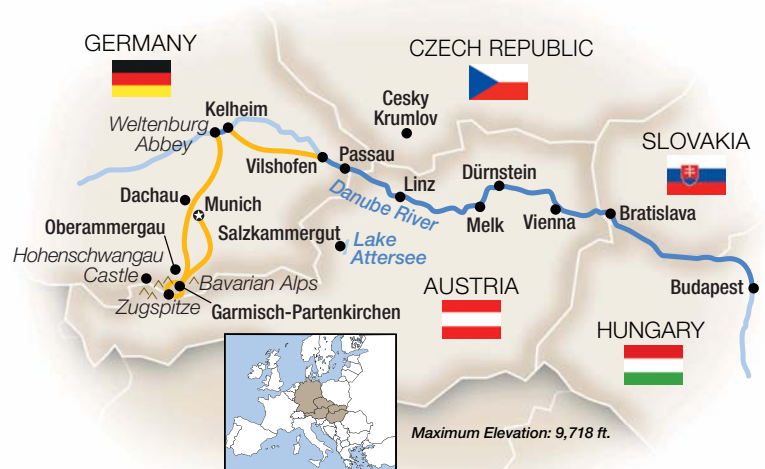 GERMANY
CZECH REPUBLIC
Cesky
Krumlov
Kelheim
Weltenburg
Abbey
SLOVAKIA
Vilshofen
Passau
Dürnstein
Linz
Danube River
Dachau
Munich
Melk
Vienna
Bratislava
Oberammergau
Salzkammergut
Lake
Attersee
Hohenschwangau
Castle
Bavarian Alps
AUSTRIA
Budapest
Zugspitze
Garmisch-Partenkirchen
HUNGARY
Maximum Elevation: 9,718 ft.